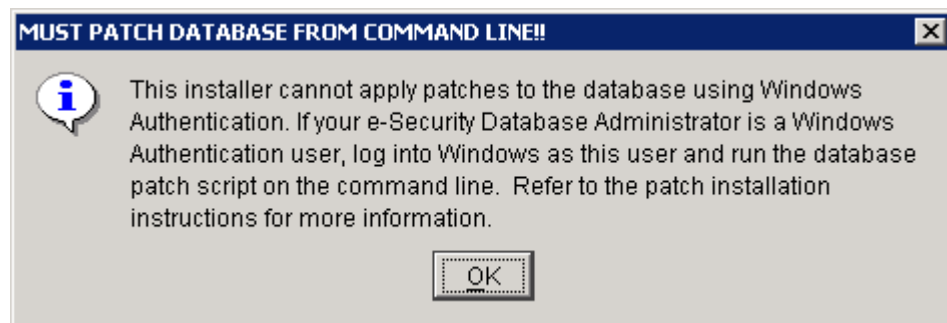 MUST PATCH DATABASE FROM COMMAND LINE!!
This installer cannot apply patches to the database using Windows
Authentication. If your e-Security Database Administrator is a Windows
Authentication user, log into Windows as this user and run the database
patch script on the command line.  Refer to the patch installation
instructions for more information.
OK